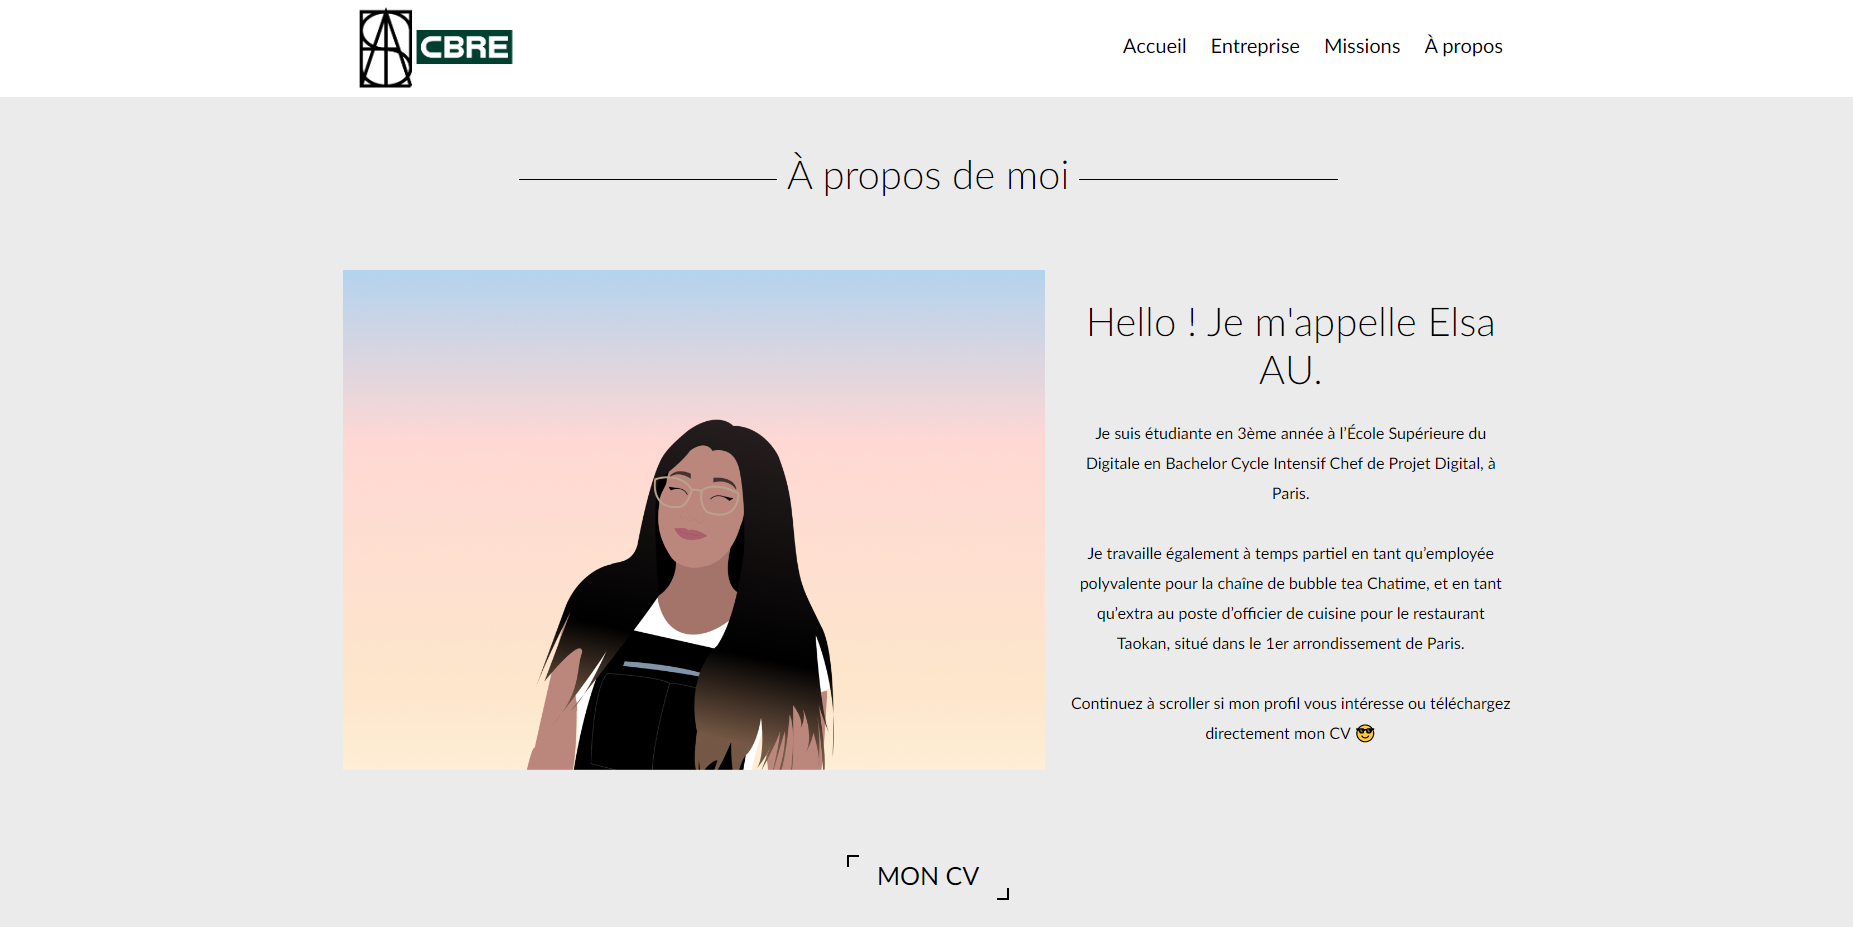 CBRE
Accueil Entreprise Missions À propos
À propos de moi
Hello ! Je m'appelle Elsa
AU.
Je suis étudiante en 3ème année à l’École Supérieure du
Digitale en Bachelor Cycle Intensif Chef de Projet Digital, à
Paris.
Je travaille également à temps partiel en tant qu’employée
polyvalente pour la chaîne de bubble tea Chatime, et en tant
qu’extra au poste d’officier de cuisine pour le restaurant
Taokan, situé dans le 1er arrondissement de Paris.
Continuez à scroller si mon profil vous intéresse ou téléchargez
directement mon CV 😎
MON CV